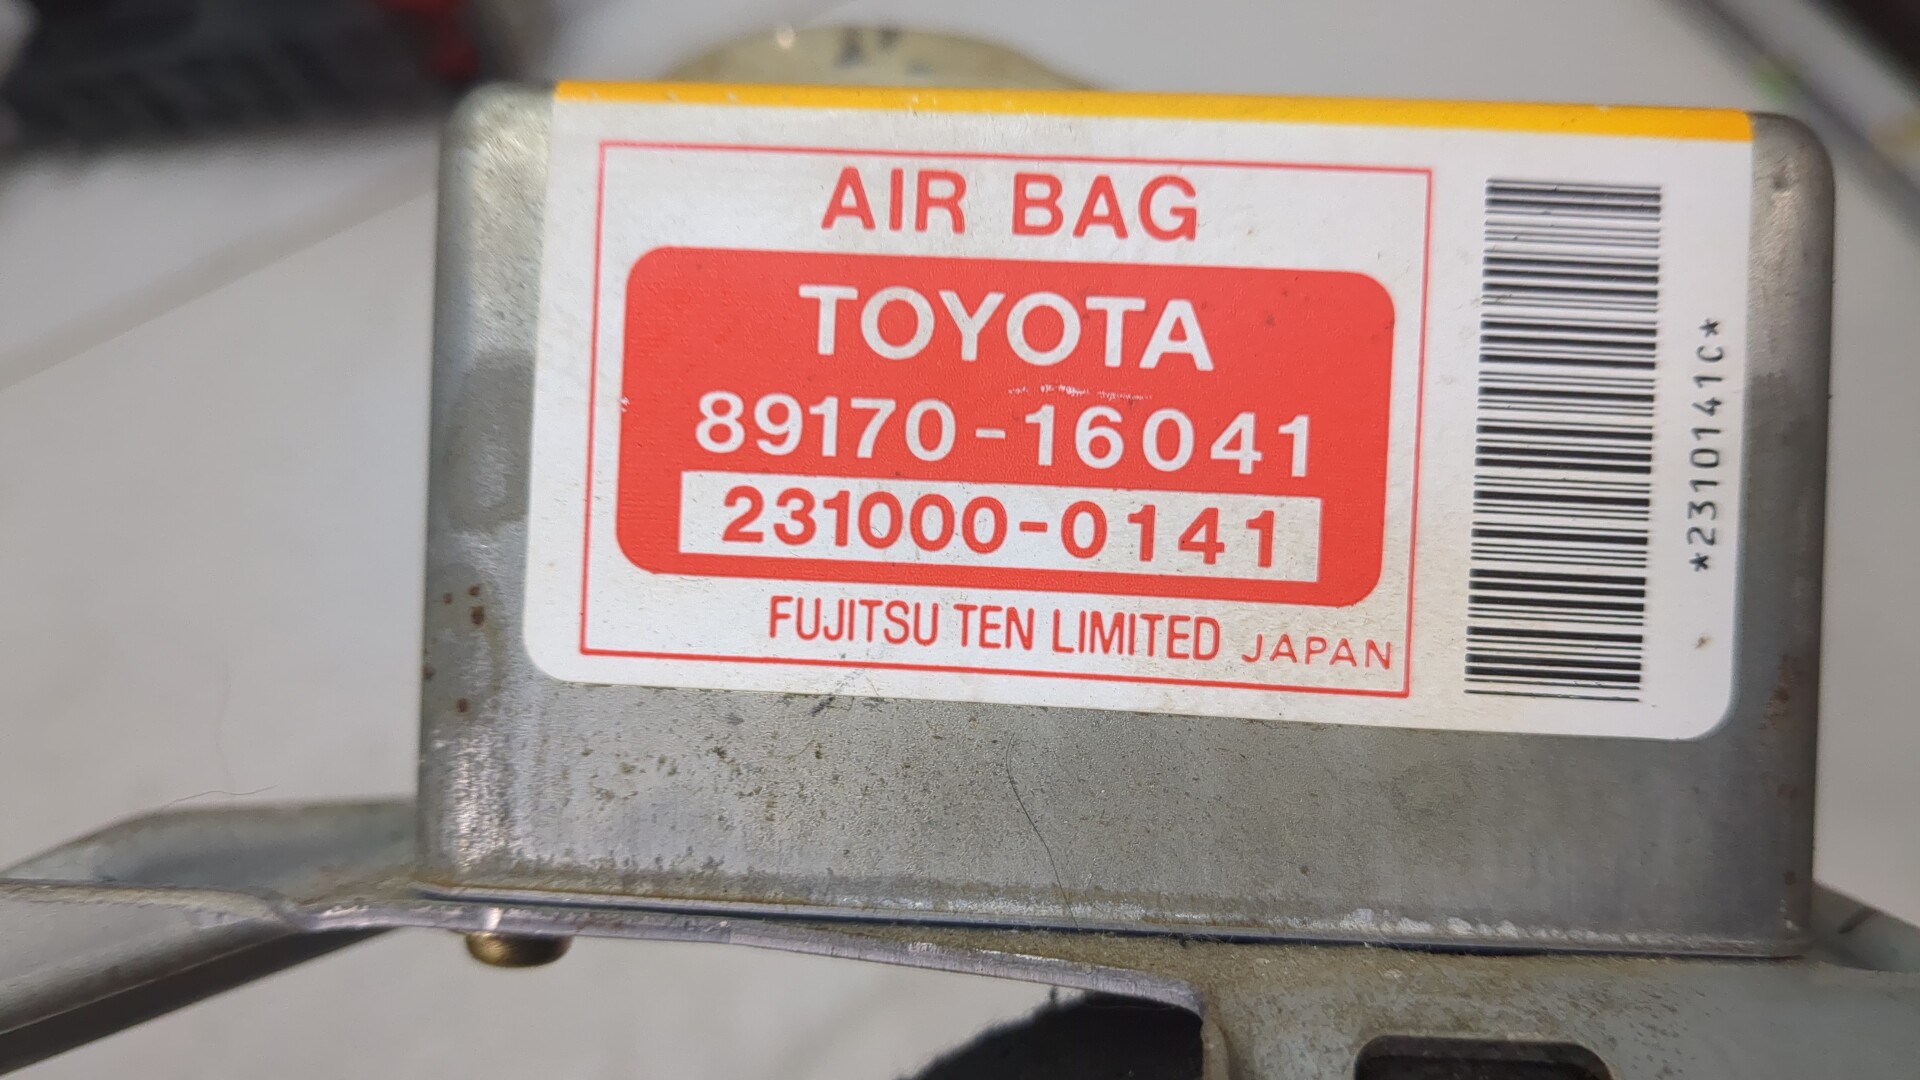 AIR BAG
TOYOTA
89170-16041
231000-0141
FUJITSU TEN LIMITED JAPAN
*2310141C*